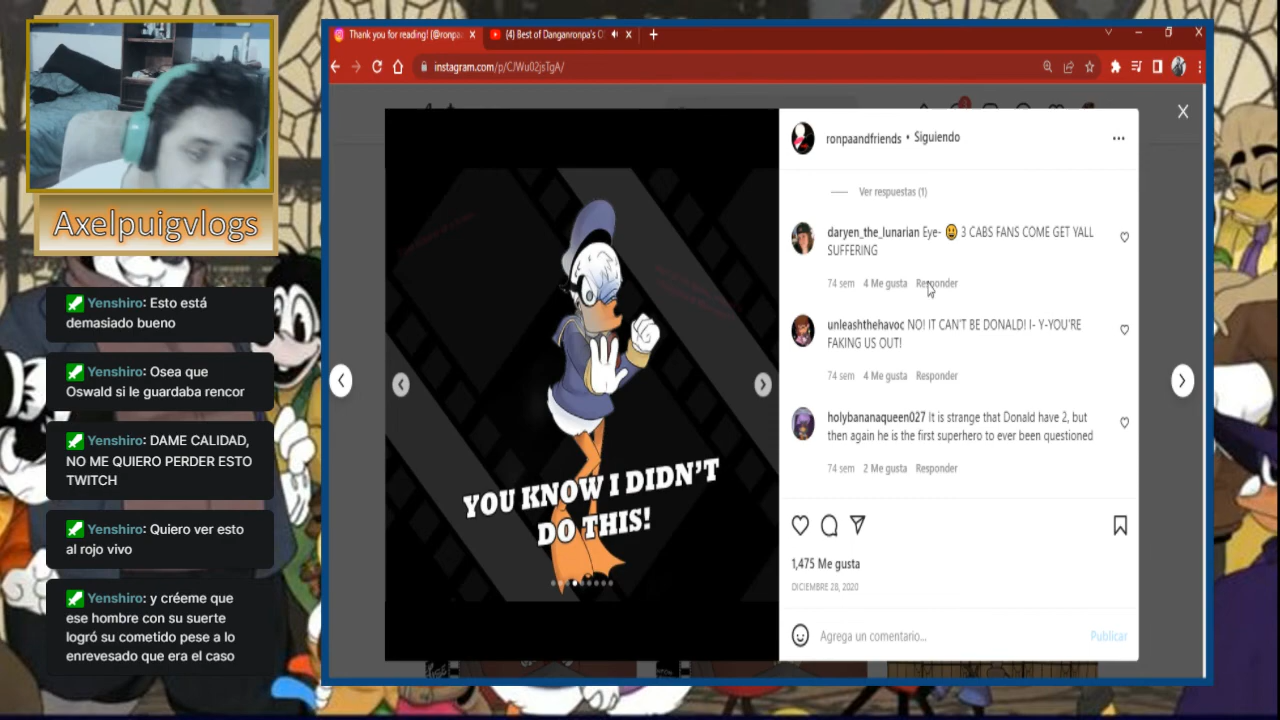 Thank you for reading! (@ronpa
(4) Best of Danganronpa's C
instagram.com/p/CJWu02jsTgA/
Axelpuigvlogs
Yenshiro: Esto está
demasiado bueno
Yenshiro: Osea que
Oswald si le guardaba rencor
Yenshiro: DAME CALIDAD,
NO ME QUIERO PERDER ESTO
TWITCH
Yenshiro: Quiero ver esto
al rojo vivo
Yenshiro: y créeme que
ese hombre con su suerte
logró su cometido pese a lo
enrevesado que era el caso
YOU KNOW I DIDN'T
DO THIS!
ronpaandfriends • Siguiendo
Ver respuestas (1)
daryen_the_lunarian Eye- 😃 3 CABS FANS COME GET YALL
SUFFERING
74 sem 4 Me gusta Responder
unleashthehavoc NO! IT CAN'T BE DONALD! I- Y-YOU'RE
FAKING US OUT!
74 sem 4 Me gusta Responder
holybananaqueen027 It is strange that Donald have 2, but
then again he is the first superhero to ever been questioned
74 sem 2 Me gusta Responder
1,475 Me gusta
DICIEMBRE 28, 2020
Agrega un comentario...
Publicar